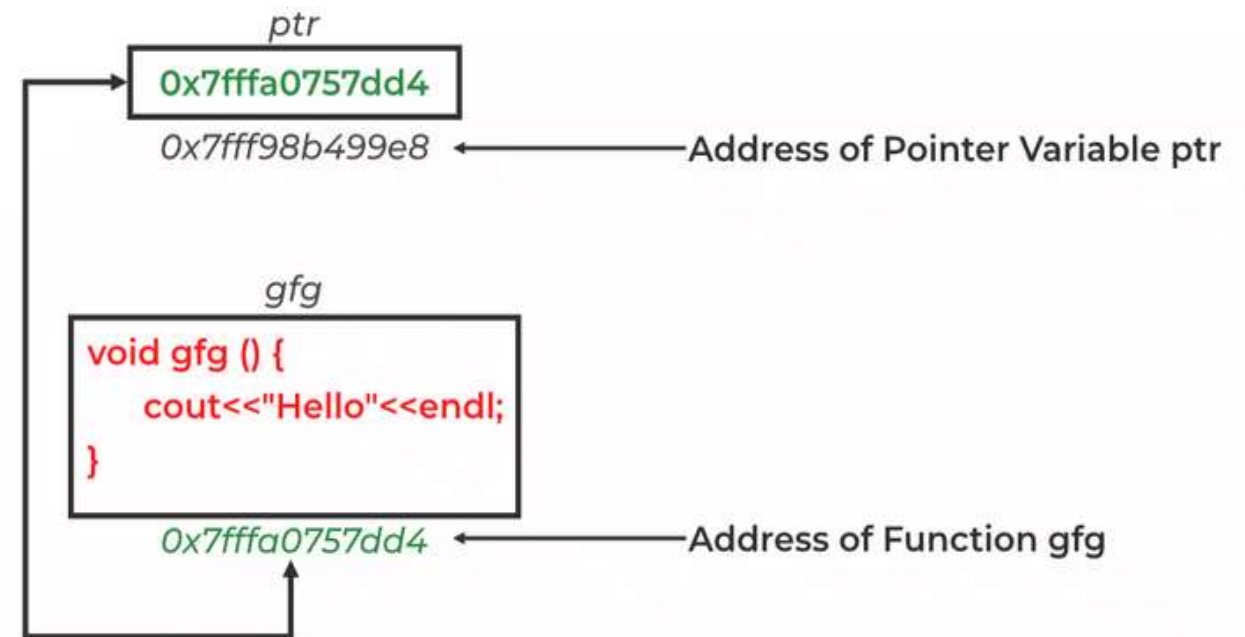 ptr
0x7fffa0757dd4
0x7fff98b499e8 Address of Pointer Variable ptr
gfg
void gfg () {
cout<<"Hello"<<endl;
}
0x7fffa0757dd4 Address of Function gfg